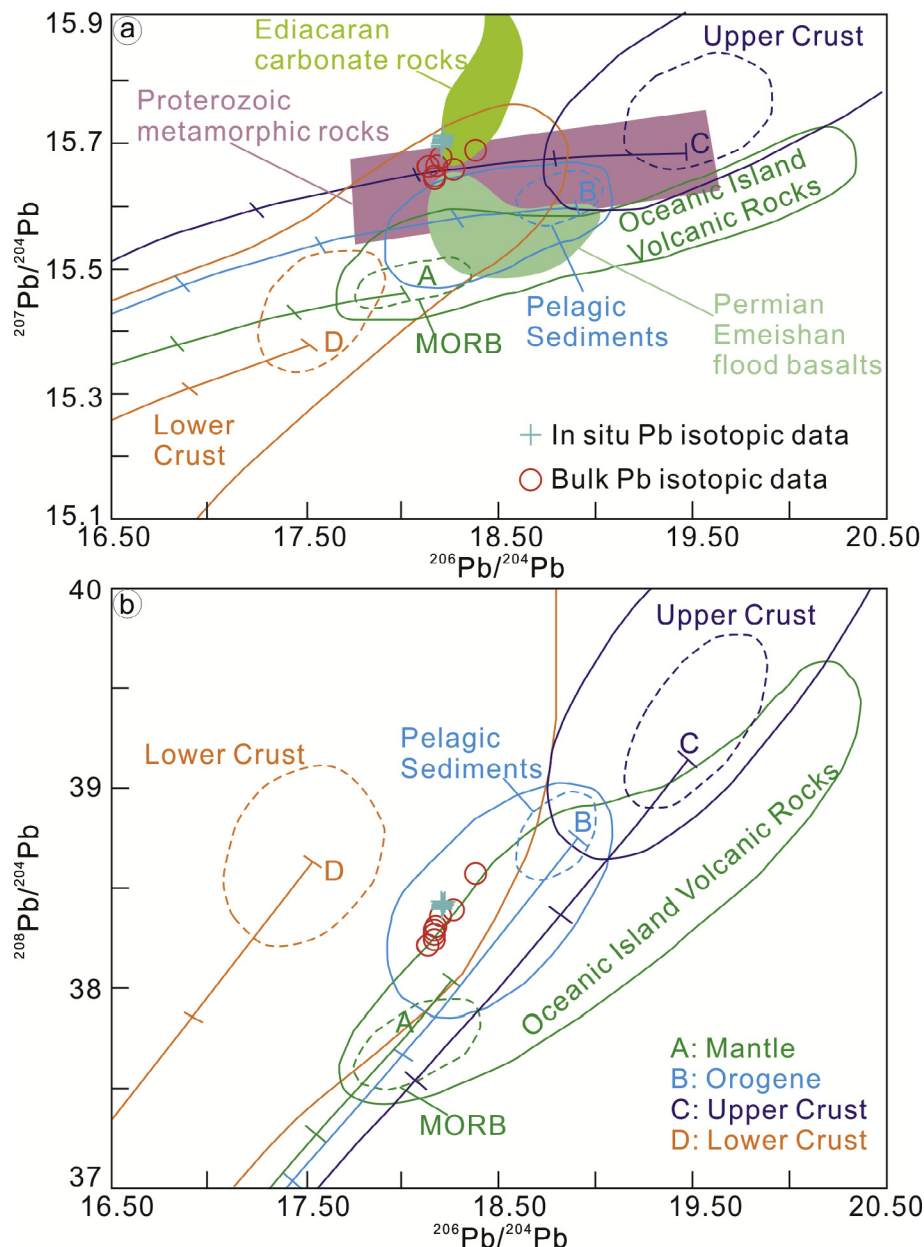 a
15.9
15.7
15.5
15.3
15.1
²⁰⁷Pb/²⁰⁴Pb
Ediacaran
carbonate rocks
Upper Crust
Proterozoic
metamorphic rocks
C
B
Oceanic Island
Volcanic Rocks
A
MORB
Pelagic
Sediments
Permian
Emeishan
flood basalts
D
Lower
Crust
In situ Pb isotopic data
Bulk Pb isotopic data
16.50
17.50
18.50
19.50
20.50
²⁰⁶Pb/²⁰⁴Pb
b
40
39
38
37
²⁰⁸Pb/²⁰⁴Pb
Upper Crust
Lower Crust
Pelagic
Sediments
C
B
D
Oceanic Island Volcanic Rocks
A
MORB
A: Mantle
B: Orogene
C: Upper Crust
D: Lower Crust
16.50
17.50
18.50
19.50
20.50
²⁰⁶Pb/²⁰⁴Pb